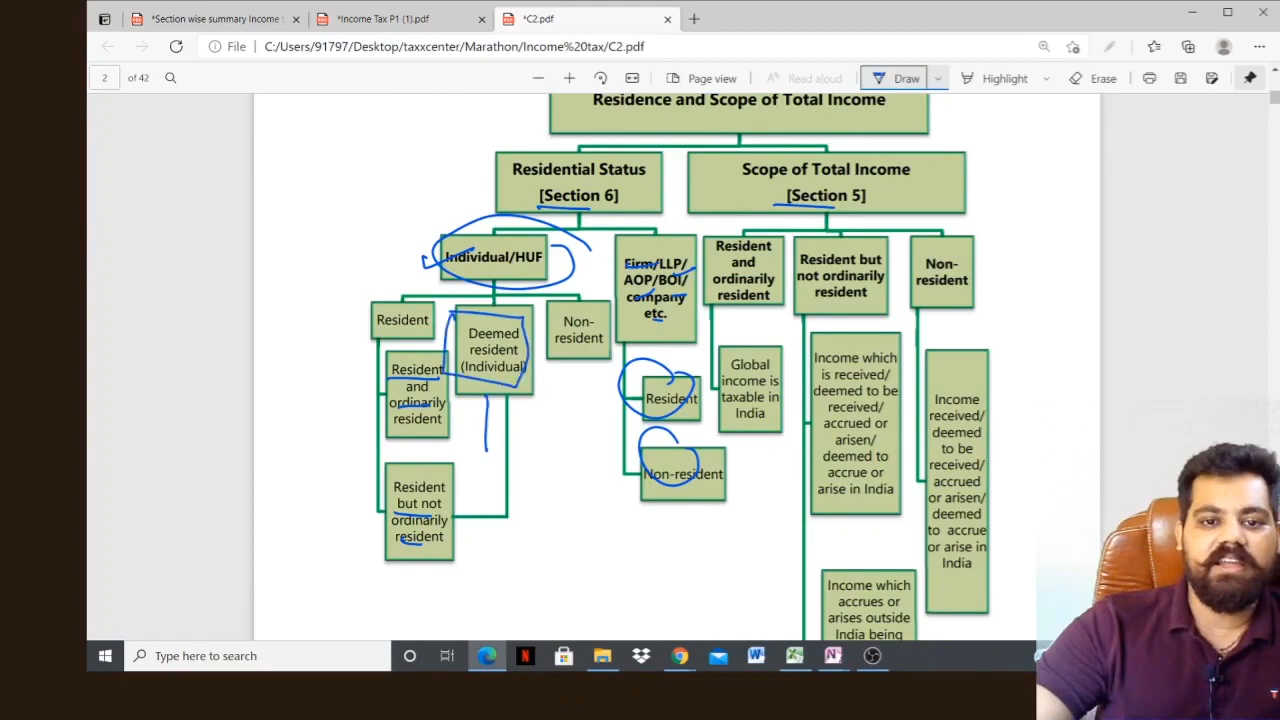 *Section wise summary Income
*Income Tax P1 (1).pdf
*C2.pdf
File
C:/Users/91797/Desktop/taxxcenter/Marathon/Income%20tax/C2.pdf
2
of 42
Page view
Read aloud
Draw
Highlight
Erase
Residence and Scope of Total Income
Residential Status
[Section 6]
Scope of Total Income
[Section 5]
Individual/HUF
Firm/LLP/
AOP/BOI/
company
etc.
Resident
and
ordinarily
resident
Resident but
not ordinarily
resident
Non-
resident
Resident
Deemed
resident
(Individual)
Non-
resident
Resident
and
ordinarily
resident
Resident
but not
ordinarily
resident
Resident
Non-resident
Global
income is
taxable in
India
Income which
is received/
deemed to be
received/
accrued or
arisen/
deemed to
accrue or
arise in India
Income which
accrues or
arises outside
India being
Income
received/
deemed
to be
received/
accrued
or arisen/
deemed
to accrue
or arise in
India
Type here to search